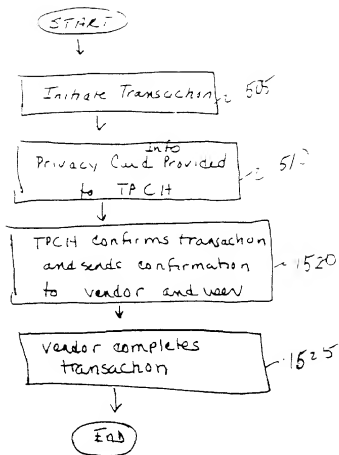 START
Initiate Transaction 505
Info
Privacy Card Provided
to TPCH
TPCH confirms transaction
and sends confirmation
to vendor and user
1520
Vendor completes
transaction
1525
END